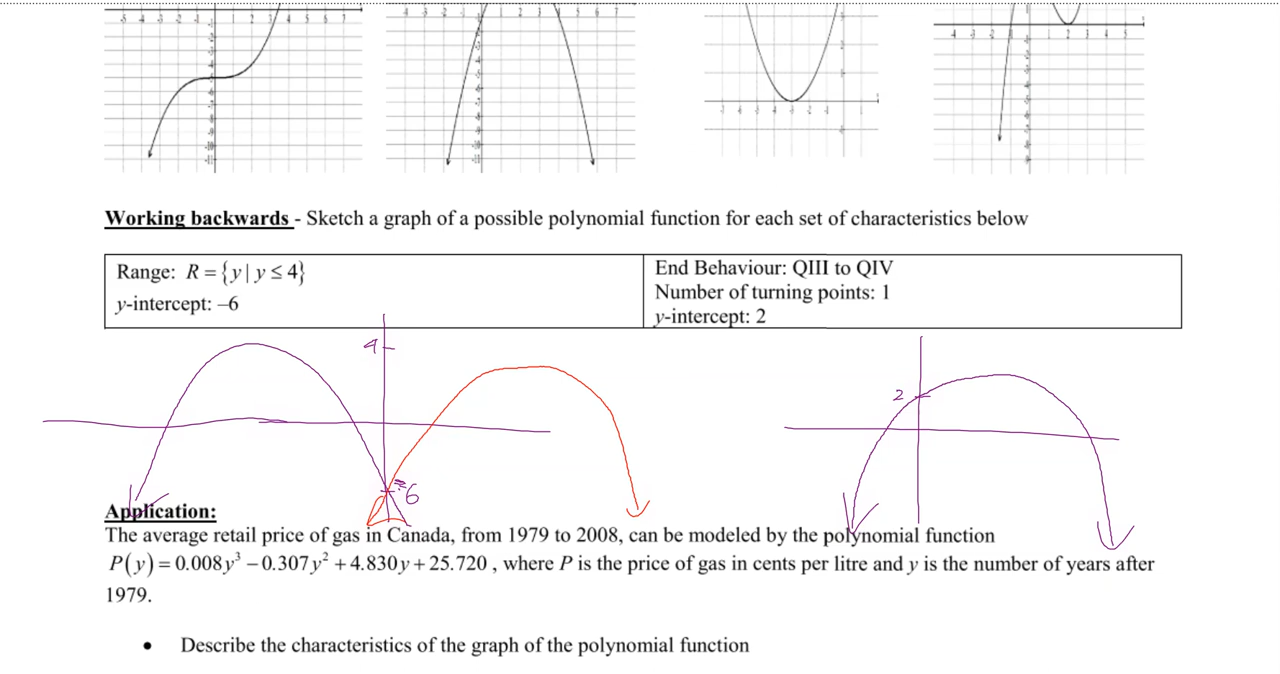 Working backwards - Sketch a graph of a possible polynomial function for each set of characteristics below
Range: R = {y | y ≤ 4}
y-intercept: –6
End Behaviour: QIII to QIV
Number of turning points: 1
y-intercept: 2
4
-6
2
Application:
The average retail price of gas in Canada, from 1979 to 2008, can be modeled by the polynomial function
P(y) = 0.008y³ – 0.307y² + 4.830y + 25.720 , where P is the price of gas in cents per litre and y is the number of years after
1979.
• Describe the characteristics of the graph of the polynomial function